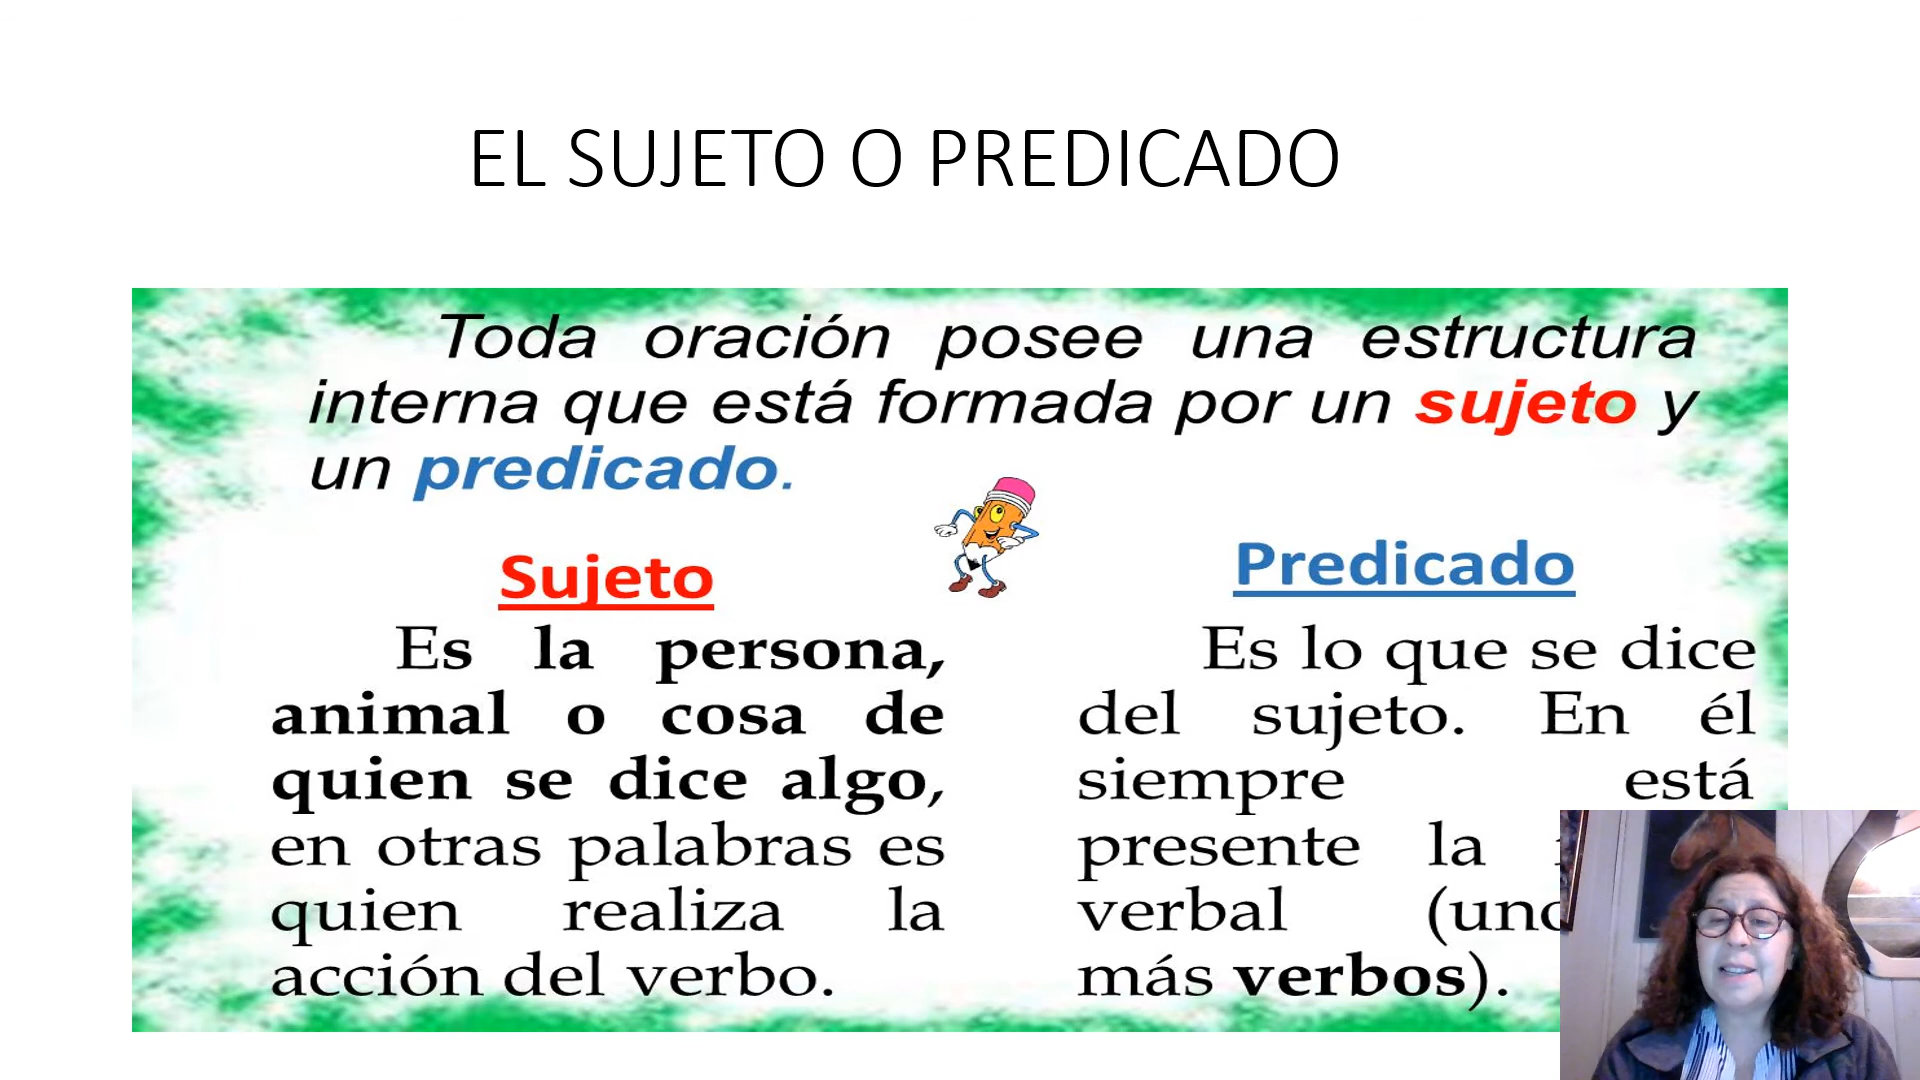 EL SUJETO O PREDICADO
Toda oración posee una estructura
interna que está formada por un sujeto y
un predicado.
Sujeto
Es la persona,
animal o cosa de
quien se dice algo,
en otras palabras es
quien realiza la
acción del verbo.
Predicado
Es lo que se dice
del sujeto. En él
siempre está
presente la
verbal
más verbos).